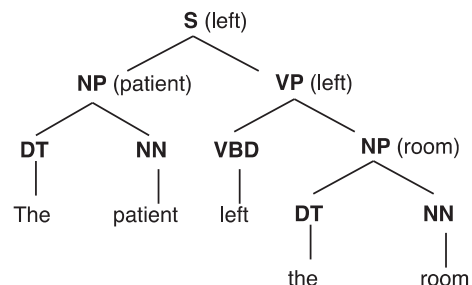 S (left)
NP (patient) VP (left)
DT NN VBD NP (room)
The patient left DT NN
the room